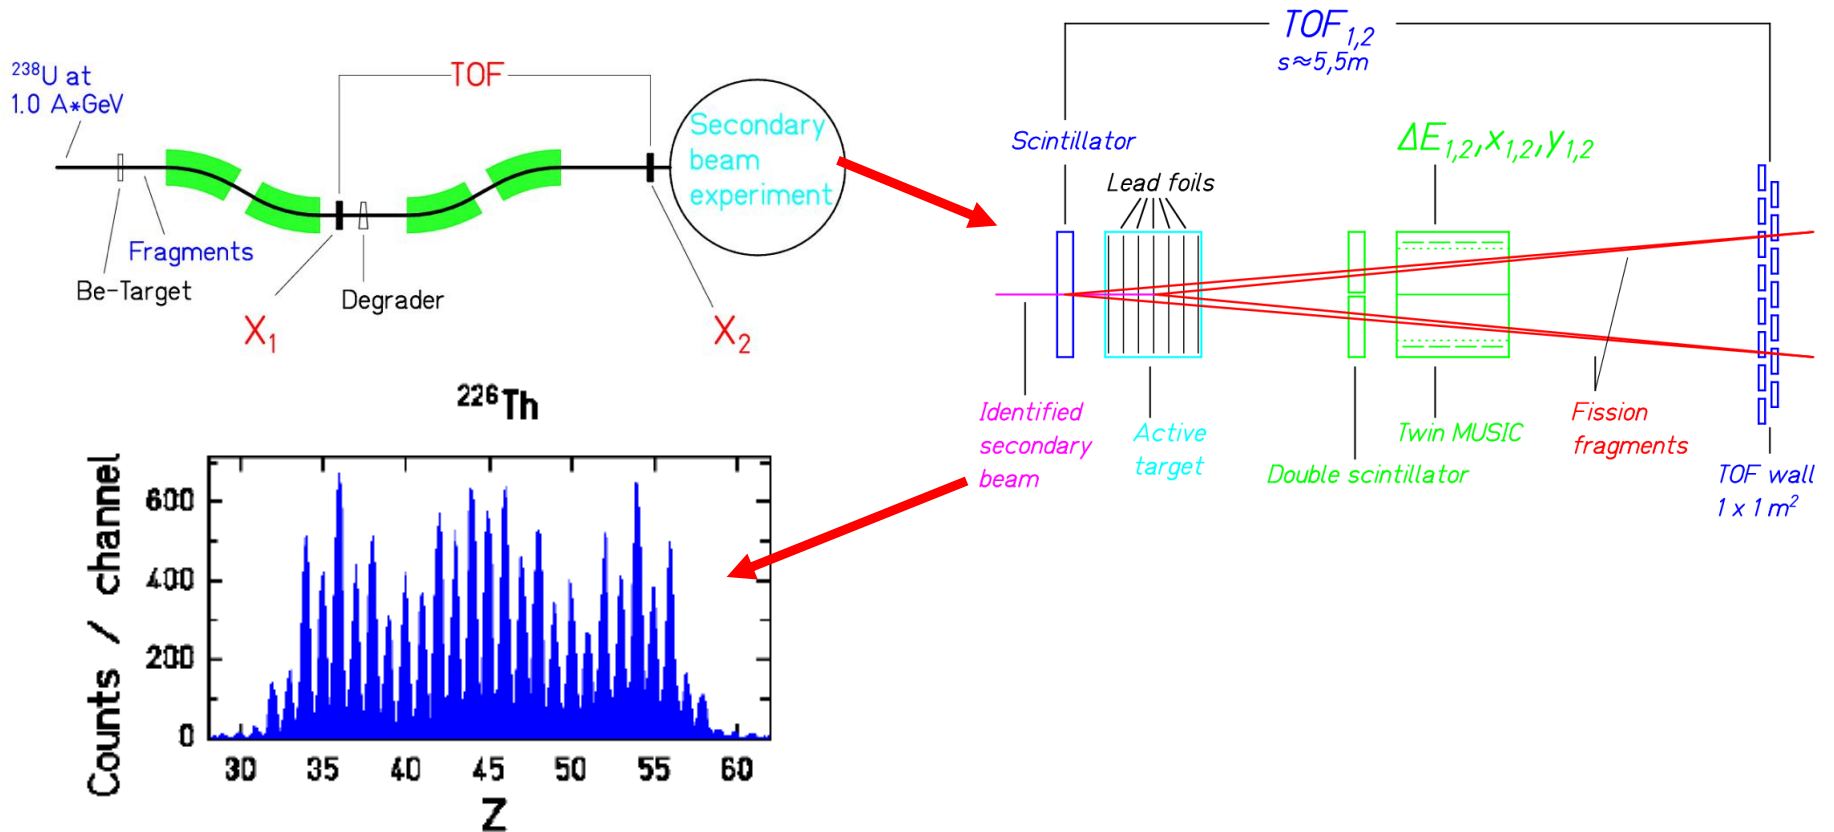 ²³⁸U at
1.0 A*GeV
TOF
Secondary
beam
experiment
Fragments
Be-Target
Degrader
X₁
X₂
TOF₁,₂
s≈5,5m
Scintillator
ΔE₁,₂,x₁,₂,y₁,₂
Lead foils
Identified
secondary
beam
Active
target
Twin MUSIC
Double scintillator
Fission
fragments
TOF wall
1 x 1 m²
²²⁶Th
Counts / channel
600
400
200
0
30 35 40 45 50 55 60
Z